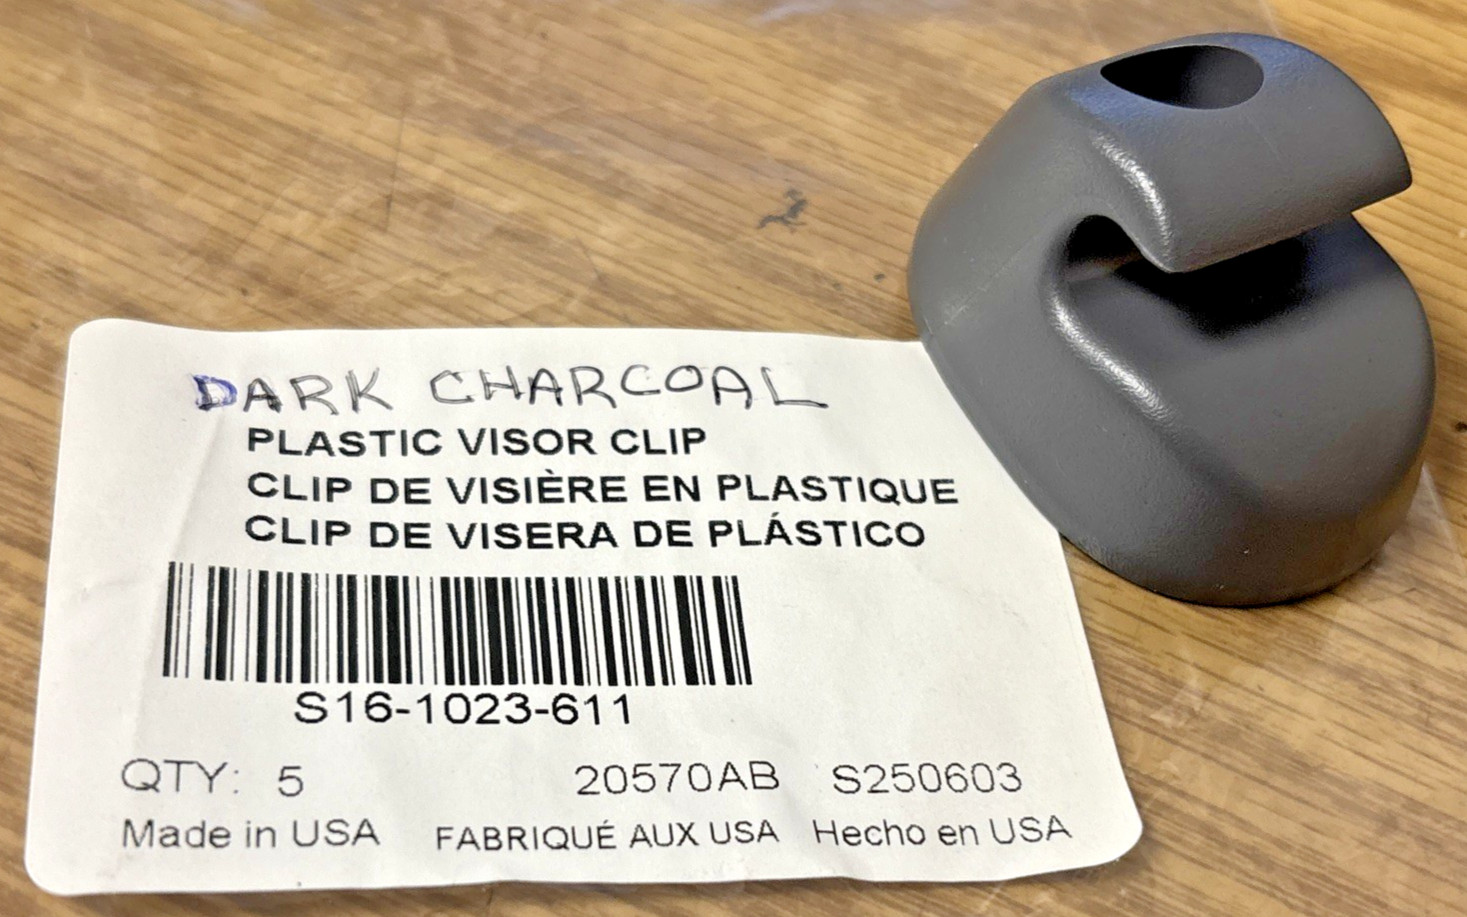 DARK CHARCOAL
PLASTIC VISOR CLIP
CLIP DE VISIÈRE EN PLASTIQUE
CLIP DE VISERA DE PLÁSTICO
S16-1023-611
QTY: 5 20570AB S250603
Made in USA FABRIQUÉ AUX USA Hecho en USA